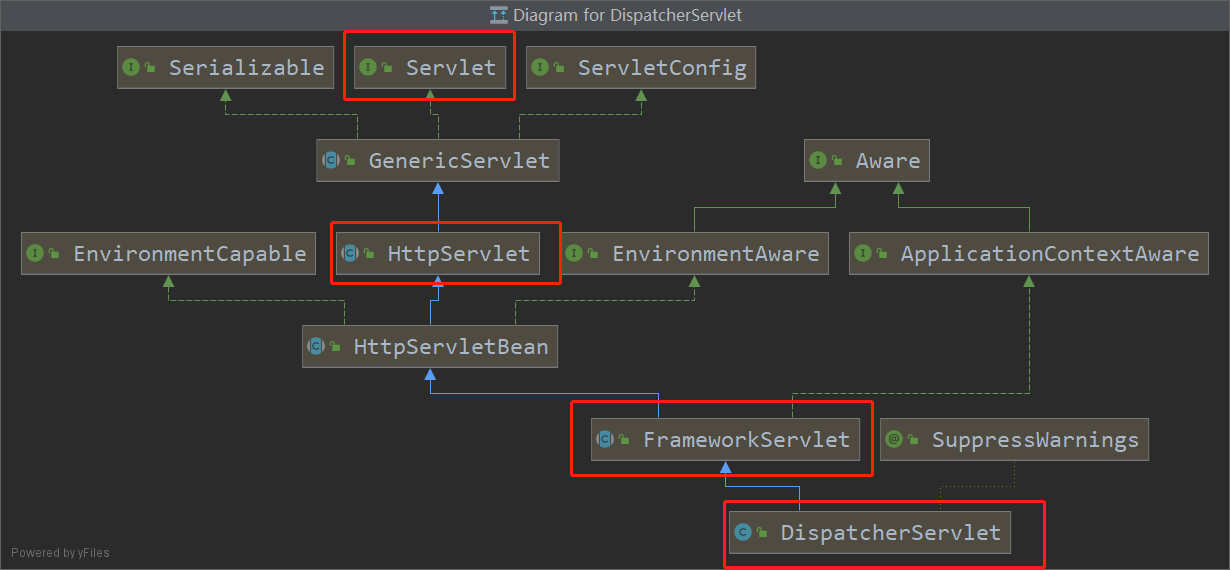 Diagram for DispatcherServlet
I Serializable
I Servlet
I ServletConfig
C GenericServlet
I Aware
I EnvironmentCapable
C HttpServlet
I EnvironmentAware
I ApplicationContextAware
C HttpServletBean
C FrameworkServlet
@ SuppressWarnings
C DispatcherServlet
Powered by yFiles